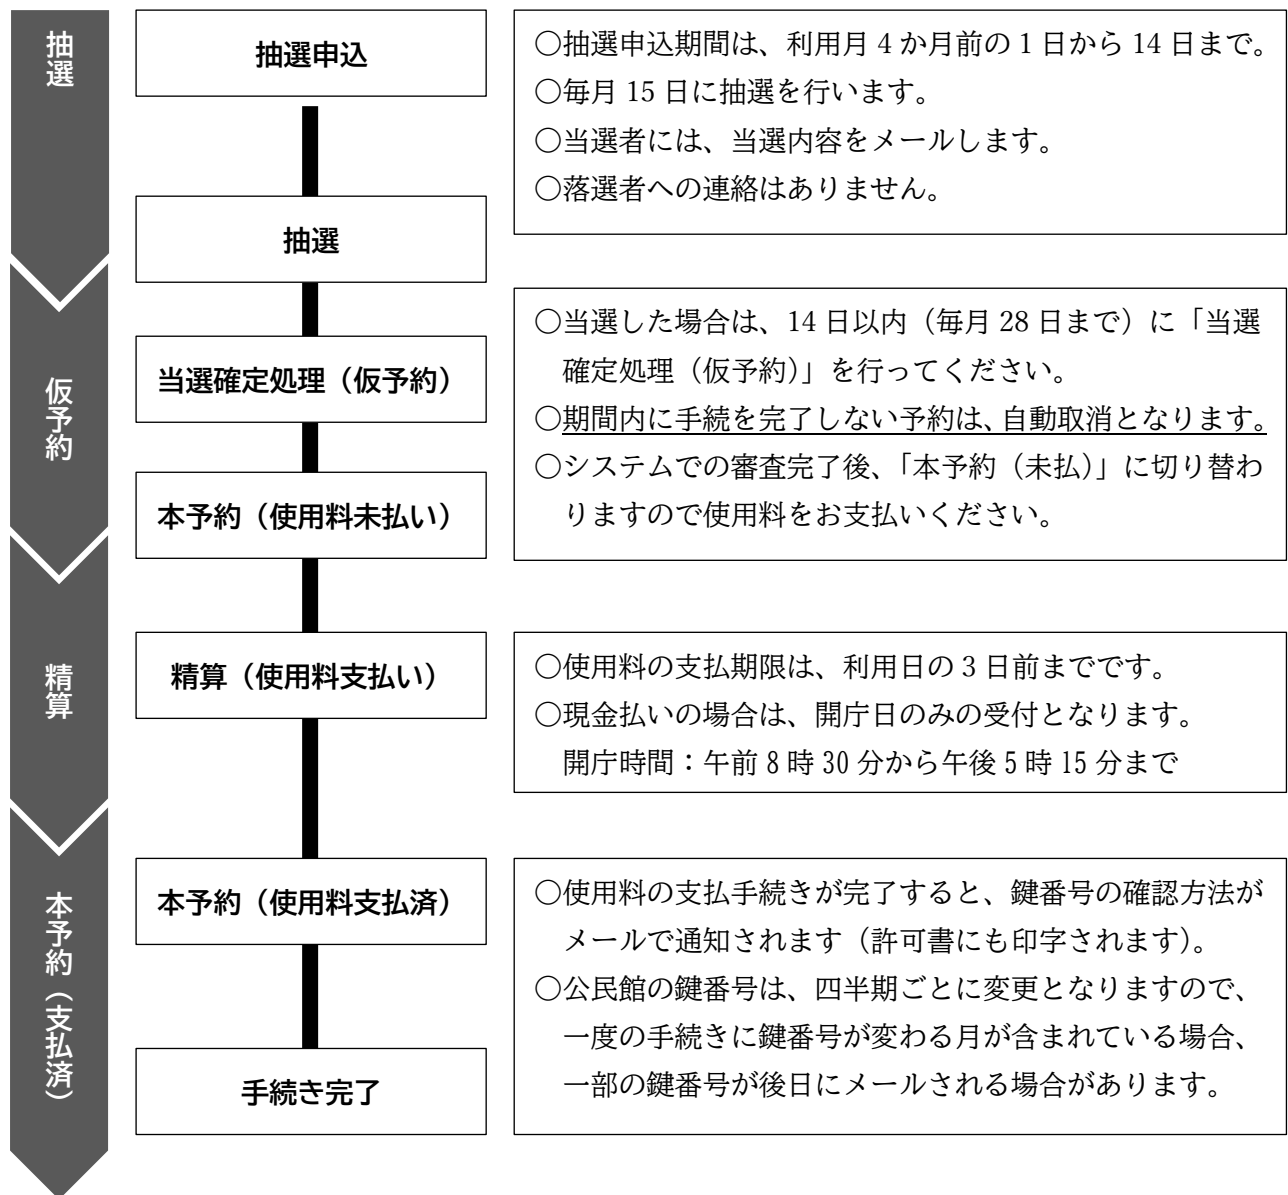 抽選
抽選申込
○抽選申込期間は、利用月4か月前の1日から14日まで。
○毎月15日に抽選を行います。
○当選者には、当選内容をメールします。
○落選者への連絡はありません。
抽選
仮予約
当選確定処理（仮予約）
○当選した場合は、14日以内（毎月28日まで）に「当選
確定処理（仮予約）」を行ってください。
○期間内に手続を完了しない予約は、自動取消となります。
○システムでの審査完了後、「本予約（未払）」に切り替わ
りますので使用料をお支払いください。
本予約（使用料未払い）
精算
精算（使用料支払い）
○使用料の支払期限は、利用日の3日前までです。
○現金払いの場合は、開庁日のみの受付となります。
開庁時間：午前8時30分から午後5時15分まで
本予約（支払済）
本予約（使用料支払済）
○使用料の支払手続きが完了すると、鍵番号の確認方法が
メールで通知されます（許可書にも印字されます）。
○公民館の鍵番号は、四半期ごとに変更となりますので、
一度の手続きに鍵番号が変わる月が含まれている場合、
一部の鍵番号が後日にメールされる場合があります。
手続き完了